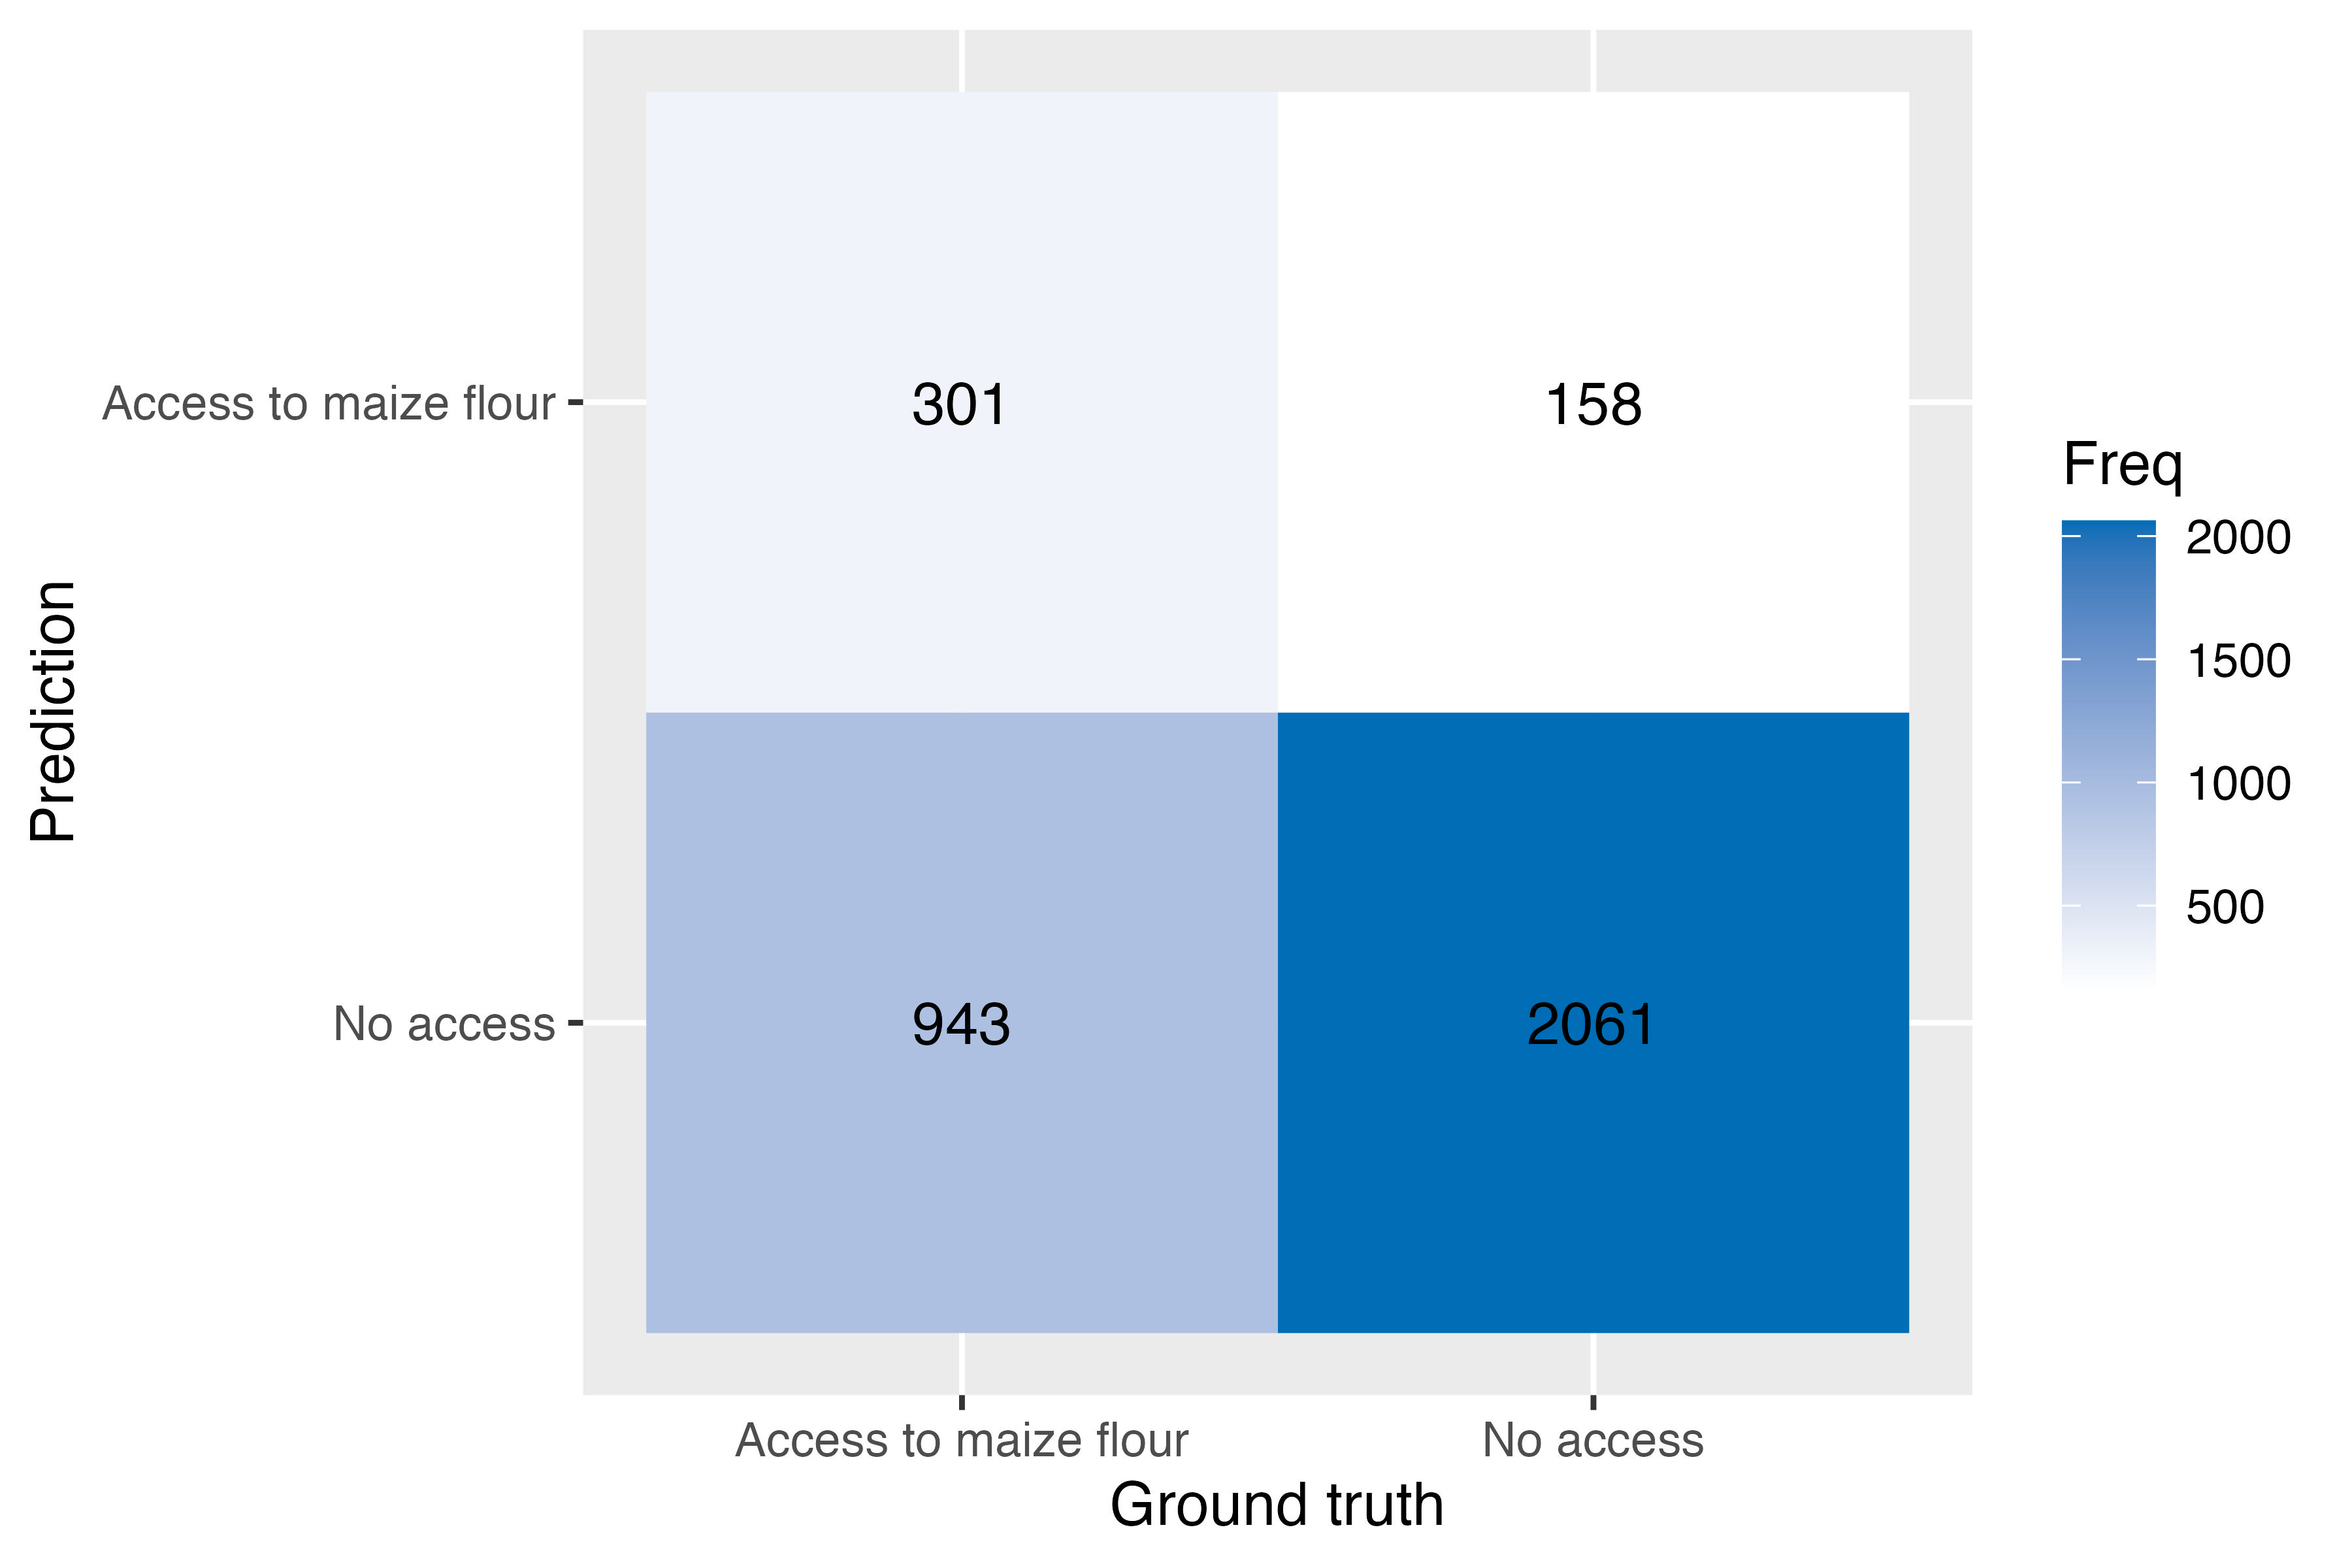 Prediction
Access to maize flour
No access
301
158
943
2061
Access to maize flour
No access
Ground truth
Freq
2000
1500
1000
500